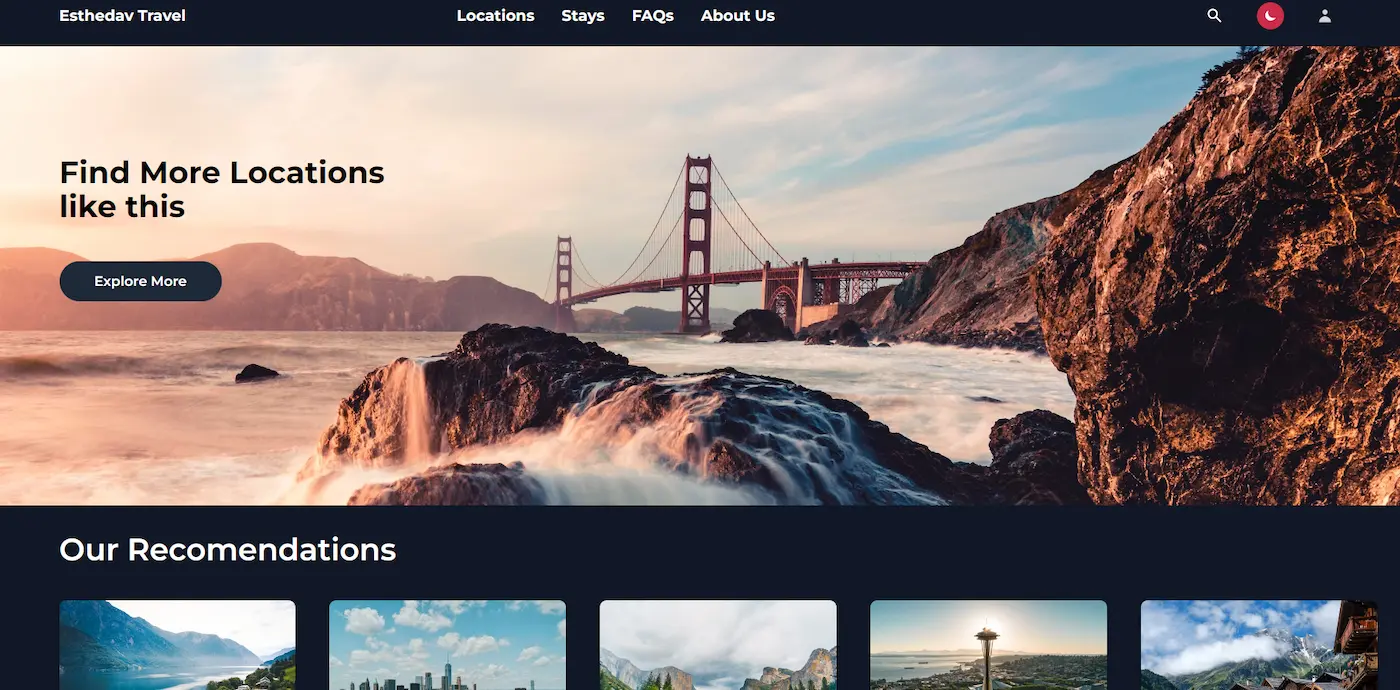 Esthedav Travel
Locations Stays FAQs About Us
Find More Locations
like this
Explore More
Our Recomendations